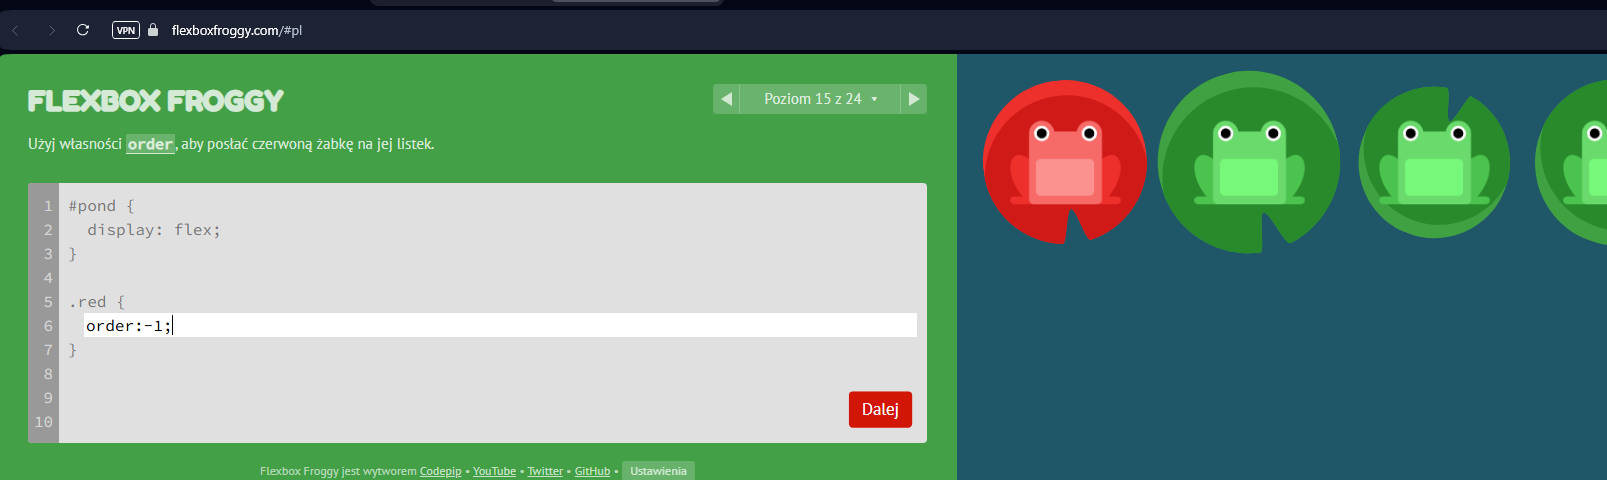 VPN flexboxfroggy.com/#pl
FLEXBOX FROGGY
Poziom 15 z 24
Użyj własności order, aby posłać czerwoną żabkę na jej listek.
1 #pond {
2 display: flex;
3 }
4
5 .red {
6 order:-1;
7 }
8
9
10
Dalej
Flexbox Froggy jest wytworem Codepip • YouTube • Twitter • GitHub • Ustawienia